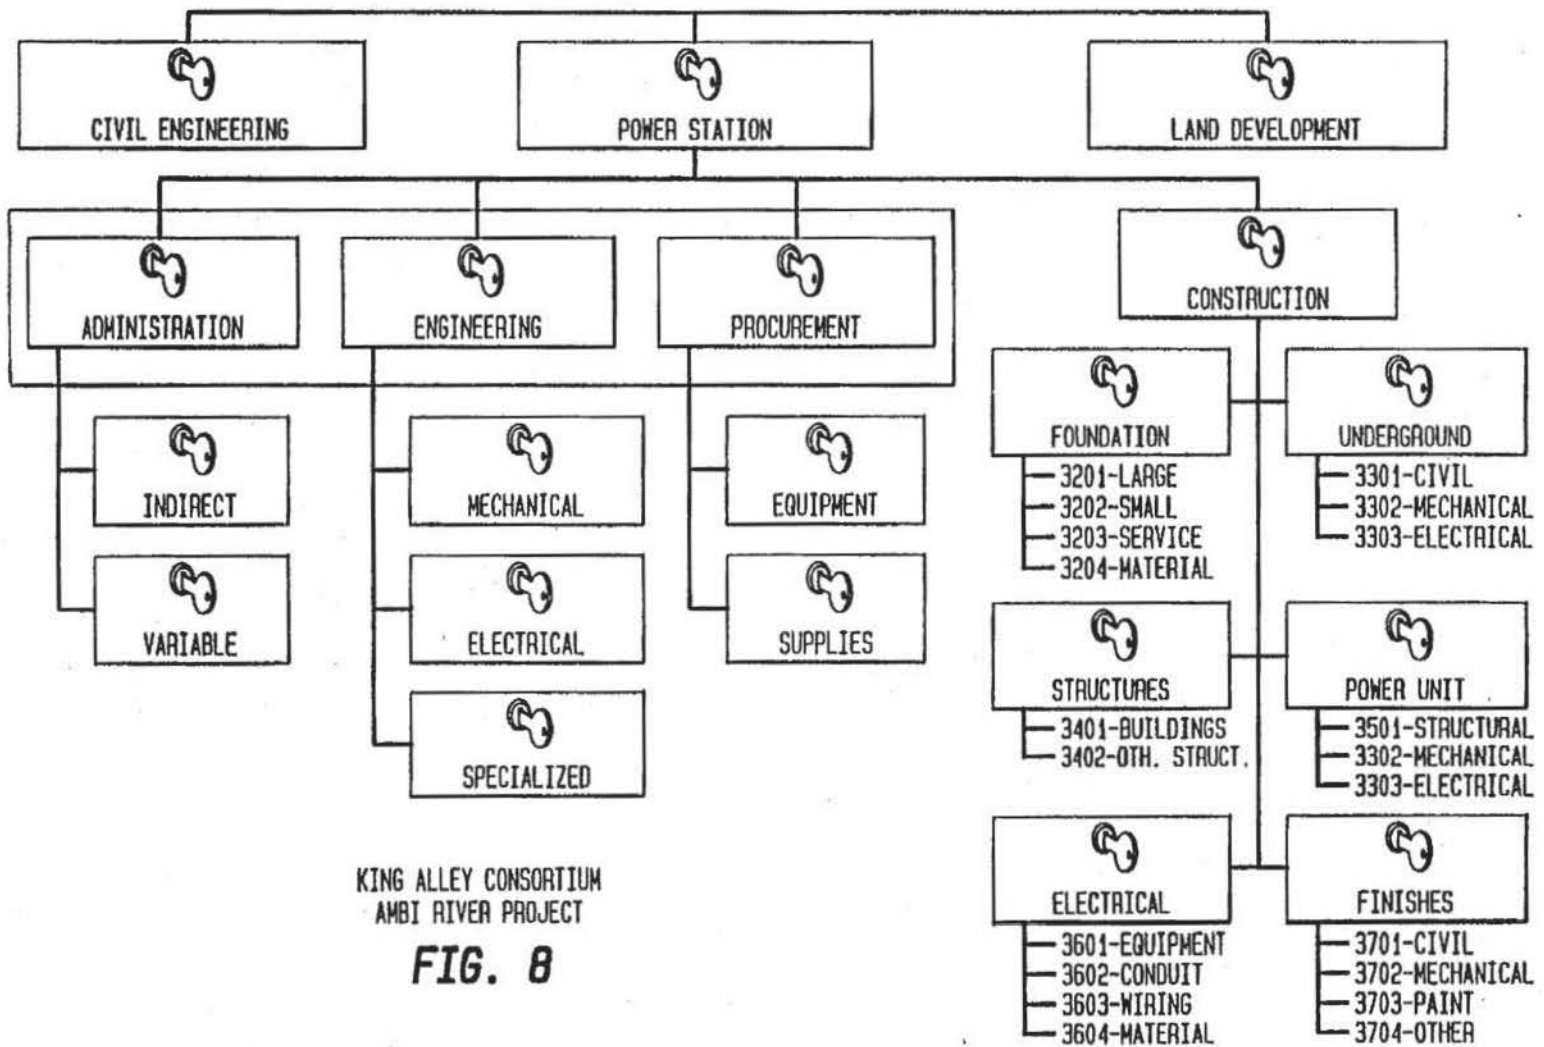 CIVIL ENGINEERING
POWER STATION
LAND DEVELOPMENT
ADMINISTRATION
ENGINEERING
PROCUREMENT
CONSTRUCTION
INDIRECT
VARIABLE
MECHANICAL
ELECTRICAL
SPECIALIZED
EQUIPMENT
SUPPLIES
FOUNDATION
3201-LARGE
3202-SMALL
3203-SERVICE
3204-MATERIAL
UNDERGROUND
3301-CIVIL
3302-MECHANICAL
3303-ELECTRICAL
STRUCTURES
3401-BUILDINGS
3402-OTH. STRUCT.
POWER UNIT
3501-STRUCTURAL
3302-MECHANICAL
3303-ELECTRICAL
ELECTRICAL
3601-EQUIPMENT
3602-CONDUIT
3603-WIRING
3604-MATERIAL
FINISHES
3701-CIVIL
3702-MECHANICAL
3703-PAINT
3704-OTHER
KING ALLEY CONSORTIUM
AMBI RIVER PROJECT
FIG. 8